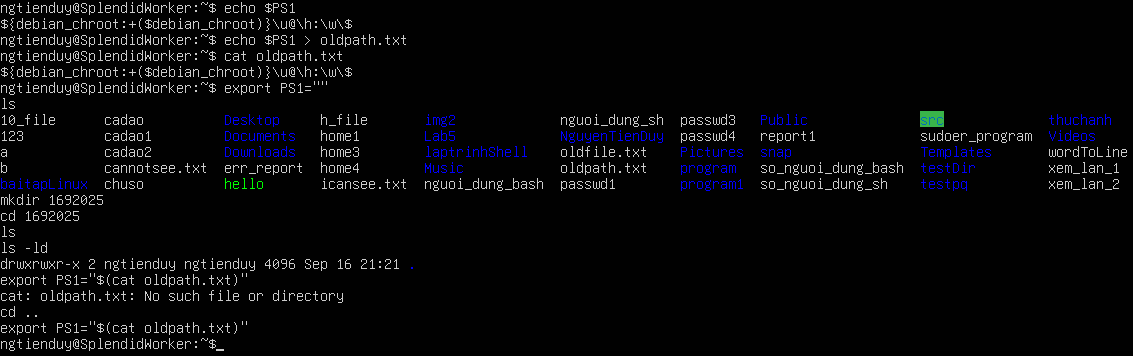 ngtienduy@SplendidWorker:~$ echo $PS1
${debian_chroot:+($debian_chroot)}\u@\h:\w\$
ngtienduy@SplendidWorker:~$ echo $PS1 > oldpath.txt
ngtienduy@SplendidWorker:~$ cat oldpath.txt
${debian_chroot:+($debian_chroot)}\u@\h:\w\$
ngtienduy@SplendidWorker:~$ export PS1=""
ls
10_file cadao Desktop h_file img2 nguoi_dung_sh passwd3 Public src thuchanh
123 cadao1 Documents home1 Lab5 NguyenTienDuy passwd4 report1 sudoer_program Videos
a cadao2 Downloads home3 laptrinhShell oldfile.txt Pictures snap Templates wordToLine
b cannotsee.txt err_report home4 Music oldpath.txt program so_nguoi_dung_bash testDir xem_lan_1
baitapLinux chuso hello icansee.txt nguoi_dung_bash passwd1 program1 so_nguoi_dung_sh testpg xem_lan_2
mkdir 1692025
cd 1692025
ls
ls -ld
drwxrwxr-x 2 ngtienduy ngtienduy 4096 Sep 16 21:21 .
export PS1="$(cat oldpath.txt)"
cat: oldpath.txt: No such file or directory
cd ..
export PS1="$(cat oldpath.txt)"
ngtienduy@SplendidWorker:~$_